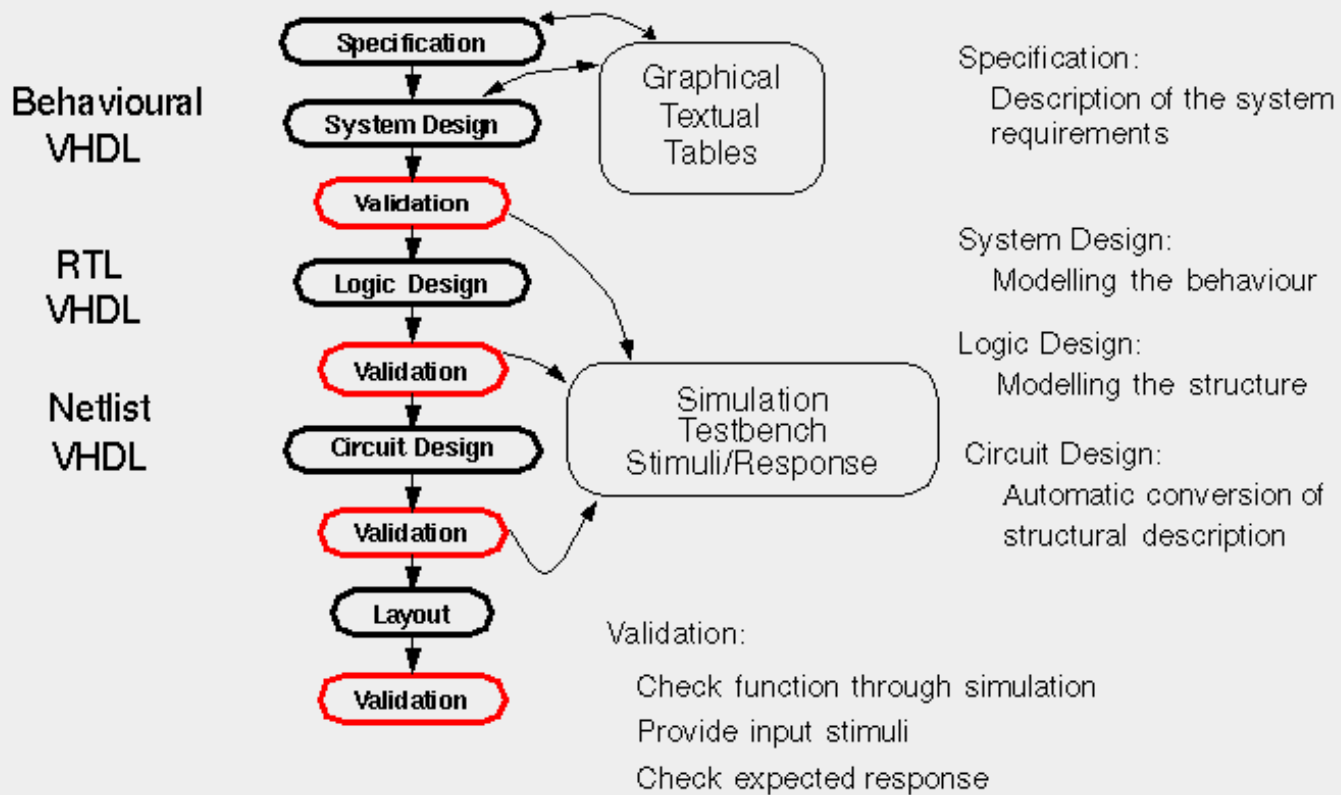 Specification
Behavioural
VHDL
System Design
Graphical
Textual
Tables
Validation
RTL
VHDL
Logic Design
Validation
Netlist
VHDL
Circuit Design
Simulation
Testbench
Stimuli/Response
Validation
Layout
Validation
Specification:
Description of the system
requirements
System Design:
Modelling the behaviour
Logic Design:
Modelling the structure
Circuit Design:
Automatic conversion of
structural description
Validation:
Check function through simulation
Provide input stimuli
Check expected response